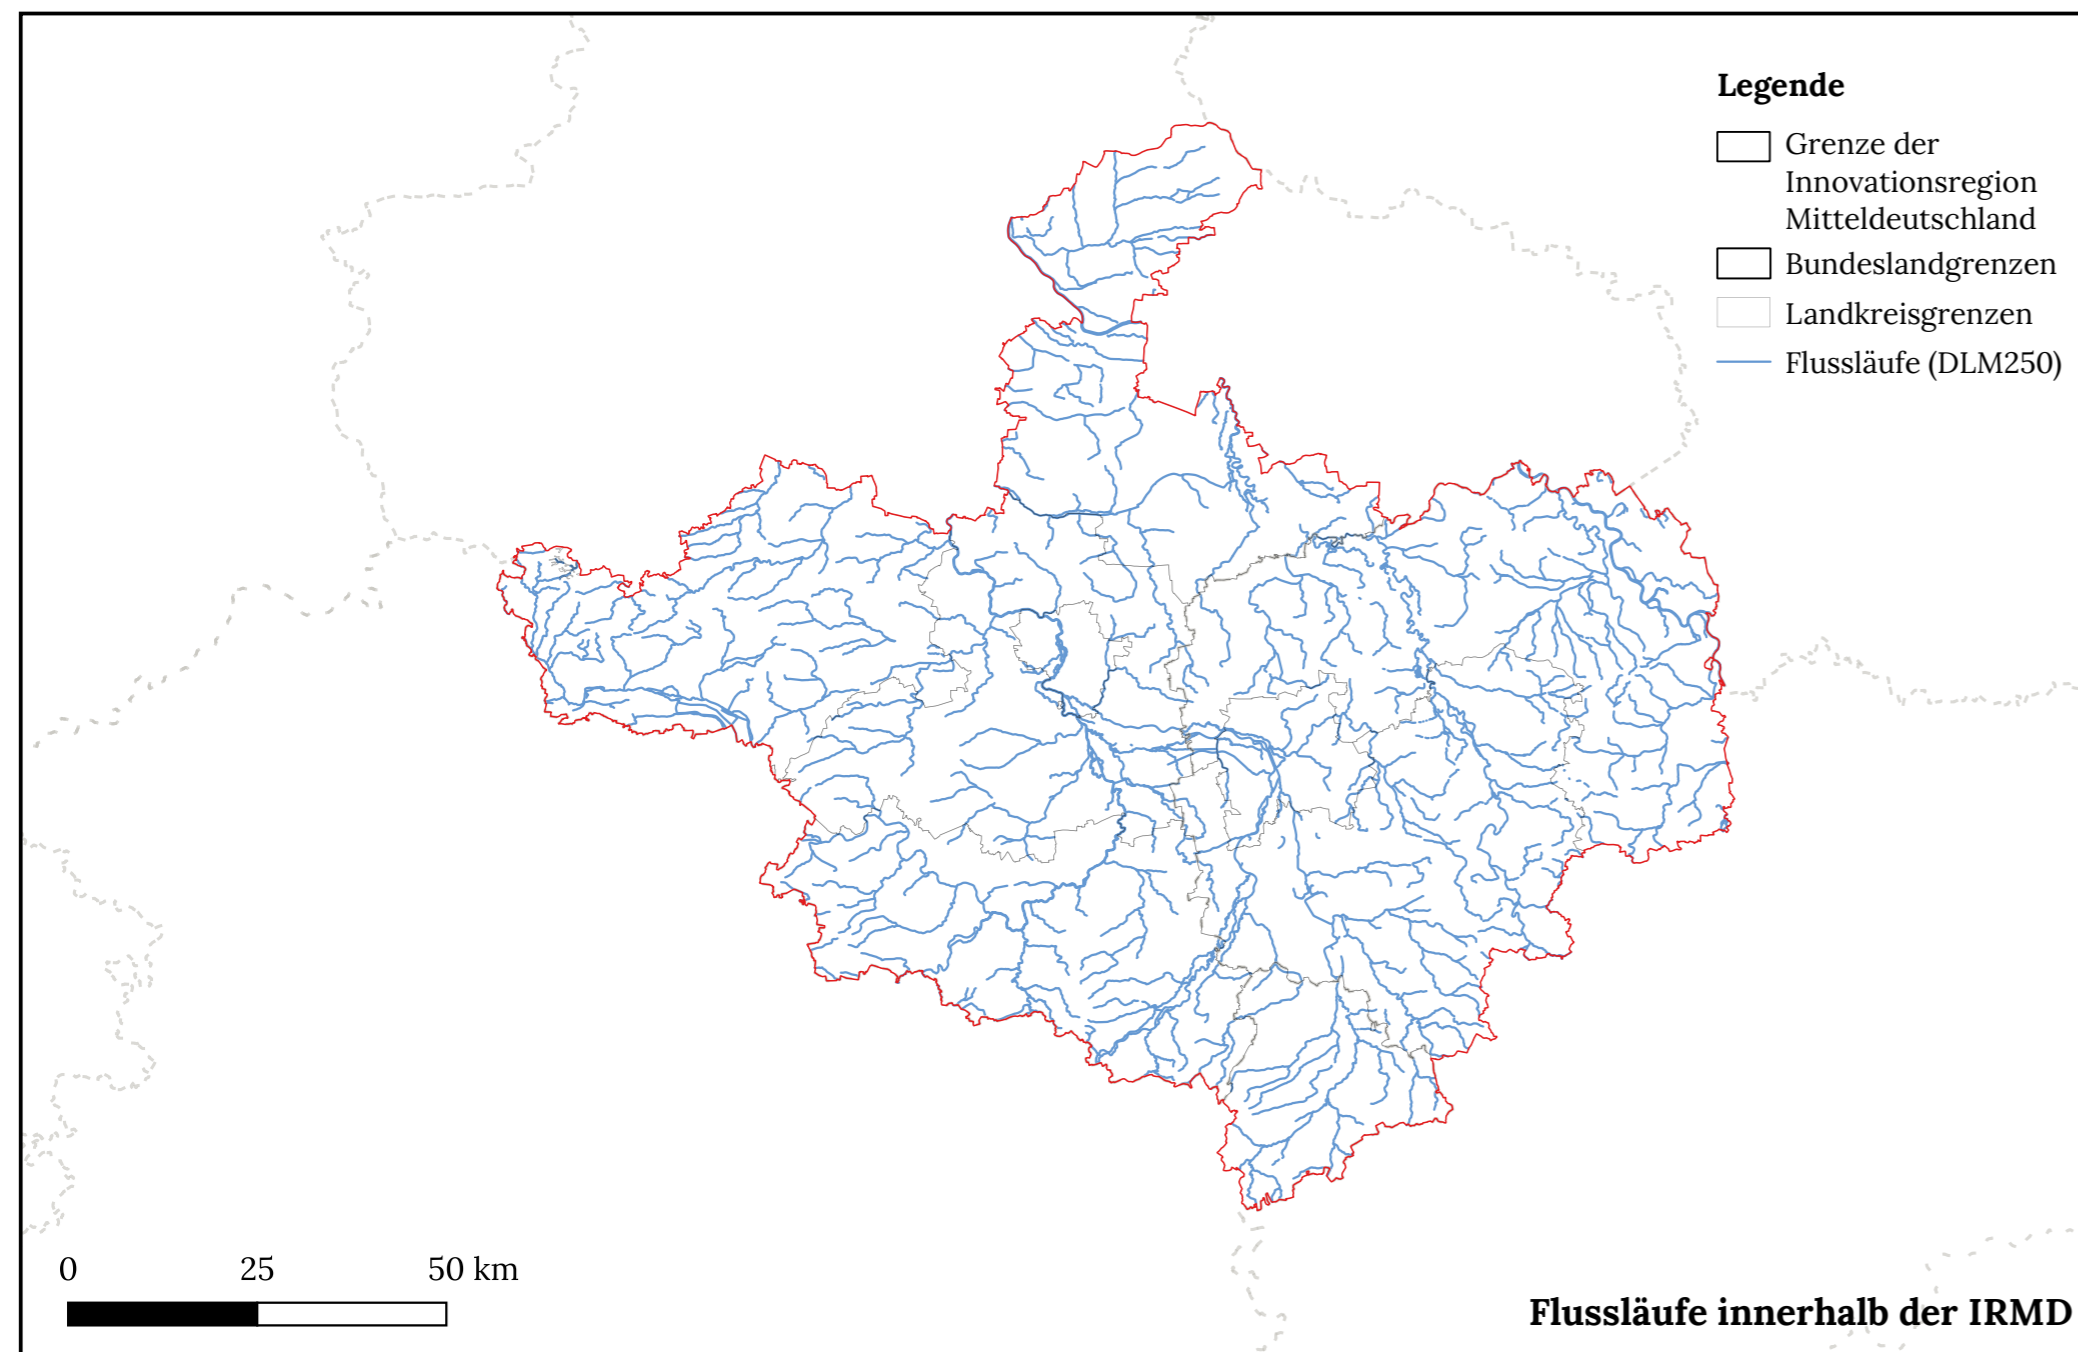 Legende
Grenze der
Innovationsregion
Mitteldeutschland
Bundeslandgrenzen
Landkreisgrenzen
Flussläufe (DLM250)
0 25 50 km
Flussläufe innerhalb der IRMD